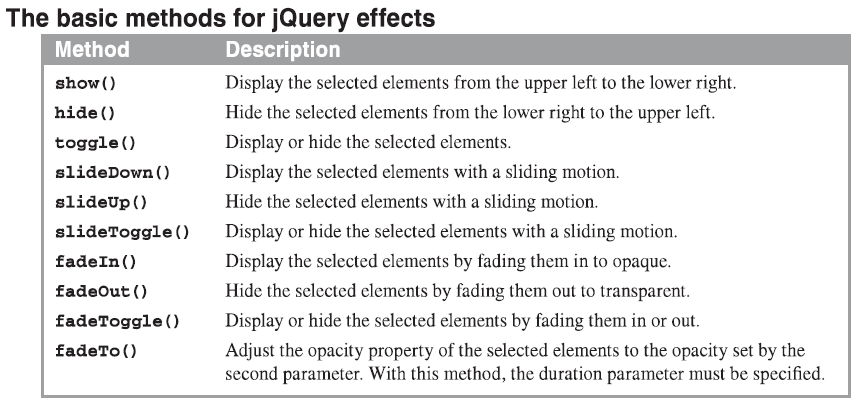 The basic methods for jQuery effects
Method Description
show() Display the selected elements from the upper left to the lower right.
hide() Hide the selected elements from the lower right to the upper left.
toggle() Display or hide the selected elements.
slideDown() Display the selected elements with a sliding motion.
slideUp() Hide the selected elements with a sliding motion.
slideToggle() Display or hide the selected elements with a sliding motion.
fadeIn() Display the selected elements by fading them in to opaque.
fadeOut() Hide the selected elements by fading them out to transparent.
fadeToggle() Display or hide the selected elements by fading them in or out.
fadeTo() Adjust the opacity property of the selected elements to the opacity set by the
second parameter. With this method, the duration parameter must be specified.